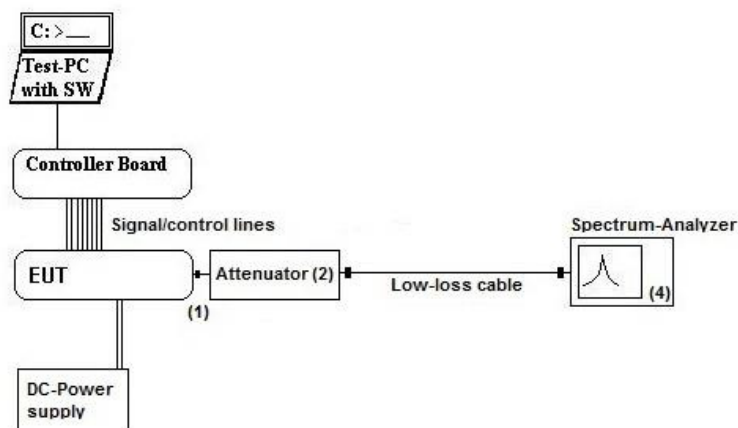 C: >__
Test-PC
with SW
Controller Board
Signal/control lines
Spectrum-Analyzer
EUT
Attenuator (2)
Low-loss cable
(4)
(1)
DC-Power
supply